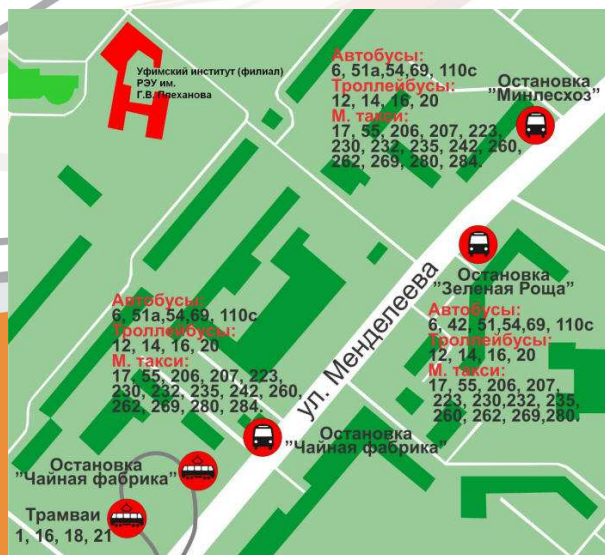 Уфимский институт (филиал)
РЭУ им.
Г.В. Плеханова
Автобусы:
6, 51а,54,69, 110с
Троллейбусы:
12, 14, 16, 20
М. такси:
17, 55, 206, 207, 223,
230, 232, 235, 242, 260,
262, 269, 280, 284.
Остановка
"Минлесхоз"
Остановка
"Зеленая Роща"
Автобусы:
6, 42, 51,54,69, 110с
Троллейбусы:
12, 14, 16, 20
М. такси:
17, 55, 206, 207,
223, 230,232, 235,
260, 262, 269,280.
ул. Менделеева
Автобусы:
6, 51а,54,69, 110с
Троллейбусы:
12, 14, 16, 20
М. такси:
17, 55, 206, 207, 223,
230, 232, 235, 242, 260,
262, 269, 280, 284.
Остановка
"Чайная фабрика"
Остановка
"Чайная фабрика"
Трамваи
1, 16, 18, 21